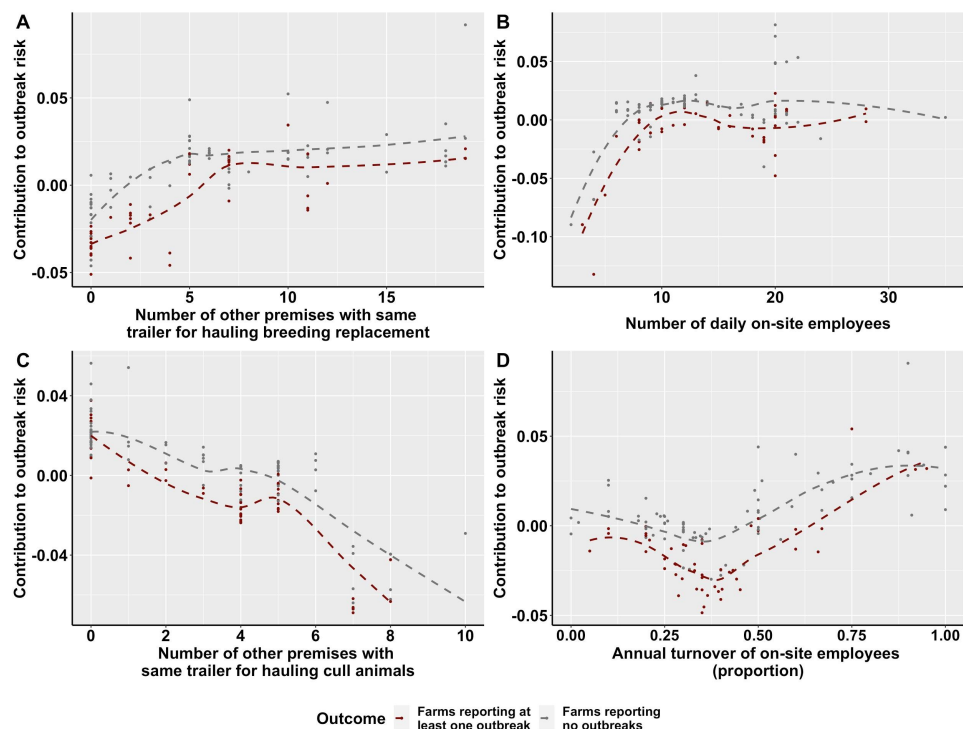 A
Contribution to outbreak risk
0.05
0.00
-0.05
0
5
10
15
Number of other premises with same
trailer for hauling breeding replacement
B
Contribution to outbreak risk
0.05
0.00
-0.05
-0.10
10
20
30
Number of daily on-site employees
C
Contribution to outbreak risk
0.04
0.00
-0.04
0
2
4
6
8
10
Number of other premises with
same trailer for hauling cull animals
D
Contribution to outbreak risk
0.05
0.00
-0.05
0.00
0.25
0.50
0.75
1.00
Annual turnover of on-site employees
(proportion)
Outcome
Farms reporting at
least one outbreak
Farms reporting
no outbreaks